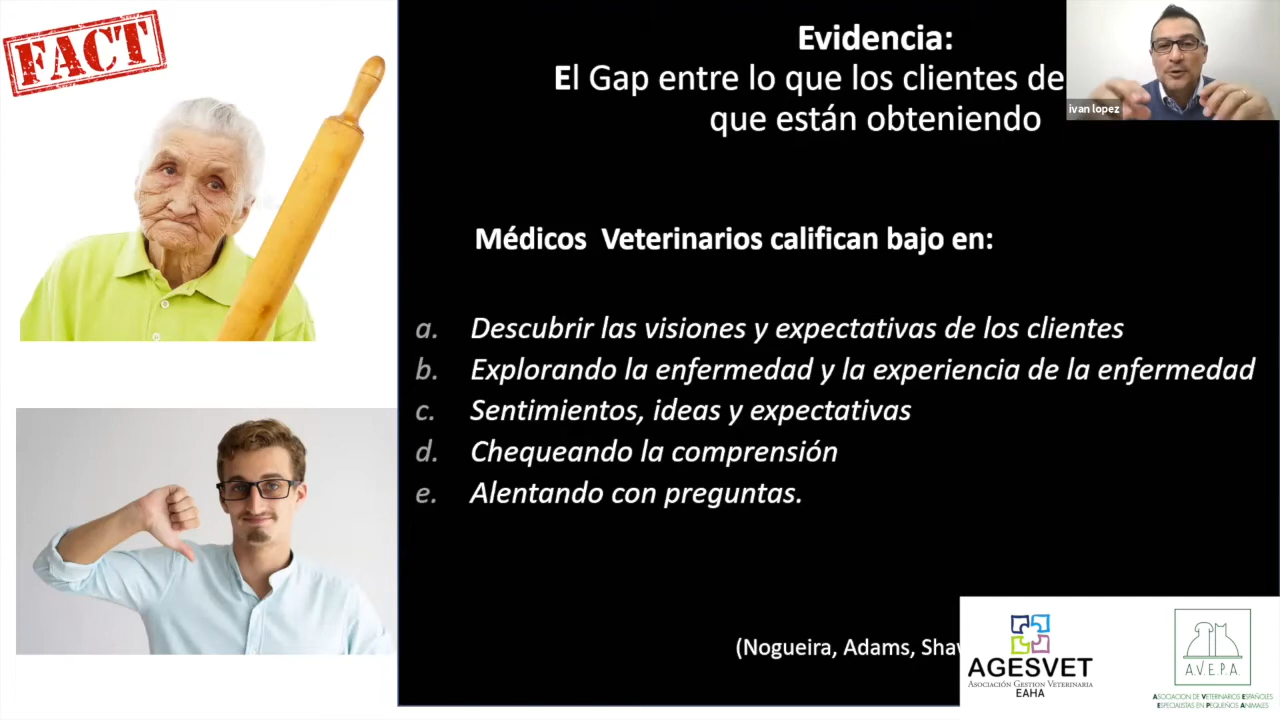 FACT
Evidencia:
El Gap entre lo que los clientes de
que están obteniendo
ivan lopez
Médicos Veterinarios califican bajo en:
a. Descubrir las visiones y expectativas de los clientes
b. Explorando la enfermedad y la experiencia de la enfermedad
c. Sentimientos, ideas y expectativas
d. Chequeando la comprensión
e. Alentando con preguntas.
(Nogueira, Adams,
AGESVET
ASOCIACIÓN GESTION VETERINARIA
EAHA
A.V.E.P.A.
ASOCIACIÓN DE VETERINARIOS ESPAÑOLES
ESPECIALISTAS EN PEQUEÑOS ANIMALES